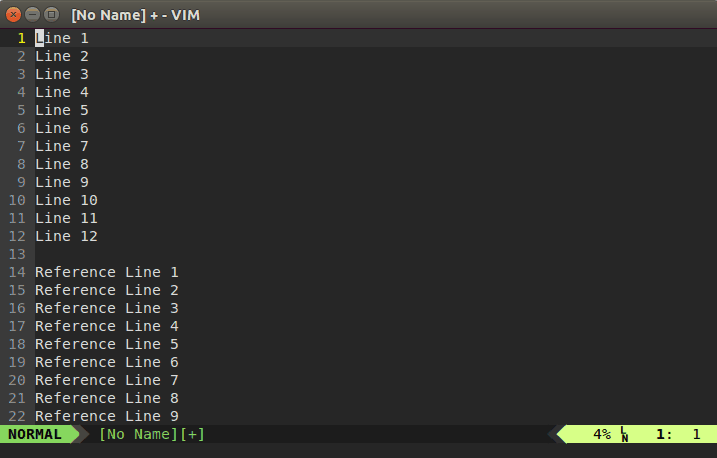 [No Name] + - VIM
1 Line 1
2 Line 2
3 Line 3
4 Line 4
5 Line 5
6 Line 6
7 Line 7
8 Line 8
9 Line 9
10 Line 10
11 Line 11
12 Line 12
13
14 Reference Line 1
15 Reference Line 2
16 Reference Line 3
17 Reference Line 4
18 Reference Line 5
19 Reference Line 6
20 Reference Line 7
21 Reference Line 8
22 Reference Line 9
NORMAL [No Name][+] 4% LN 1: 1